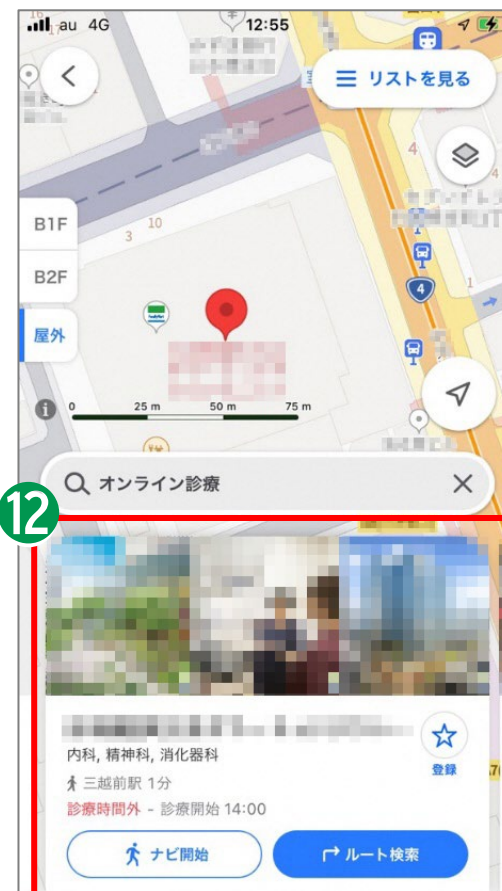 au 4G
12:55
リストを見る
4
B1F
3 10
B2F
4
1
屋外
0 25 m 50 m 75 m
オンライン診療
12
内科, 精神科, 消化器科
登録
三越前駅 1分
診療時間外 - 診療開始 14:00
ナビ開始
ルート検索